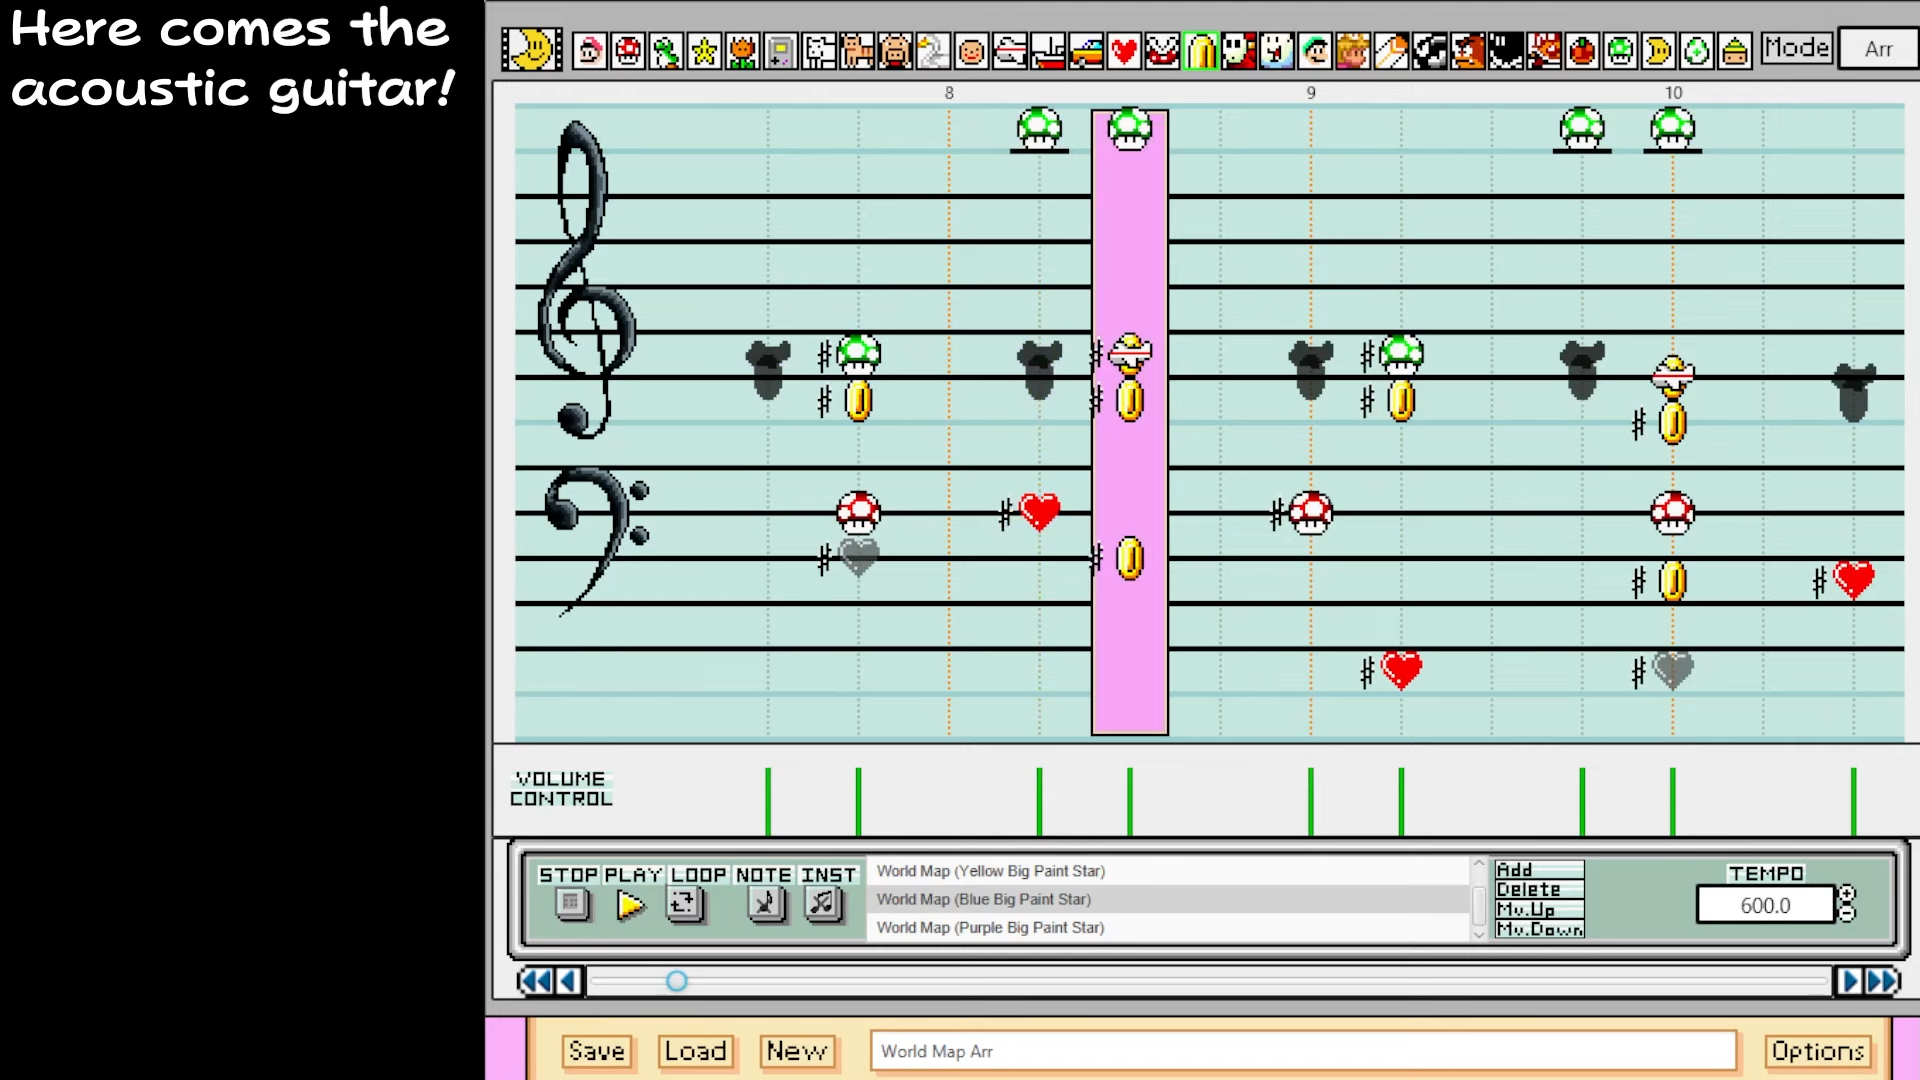 Here comes the
acoustic guitar!
Mode
Arr
8
9
10
VOLUME
CONTROL
STOP PLAY LOOP NOTE INST
World Map (Yellow Big Paint Star)
World Map (Blue Big Paint Star)
World Map (Purple Big Paint Star)
Add
Delete
Mv.Up
Mv.Down
TEMPO
600.0
Save
Load
New
World Map Arr
Options